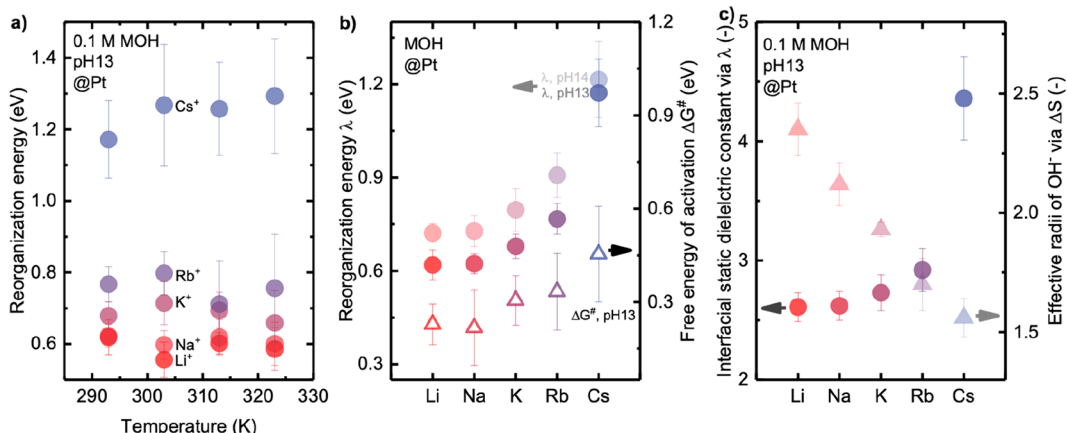 a)
0.1 M MOH
pH13
@Pt
Reorganization energy (eV)
1.4
1.2
1.0
0.8
0.6
Cs⁺
Rb⁺
K⁺
Na⁺
Li⁺
290 300 310 320 330
Temperature (K)
b)
MOH
@Pt
Reorganization energy λ (eV)
1.2
0.9
0.6
0.3
λ, pH14
λ, pH13
ΔG#, pH13
Li Na K Rb Cs
1.2
0.9
0.6
0.3
Free energy of activation ΔG# (eV)
c)
0.1 M MOH
pH13
@Pt
Interfacial static dielelctric constant via λ (-)
5
4
3
2
Li Na K Rb Cs
2.5
2.0
1.5
Effective radii of OH⁻ via ΔS (-)